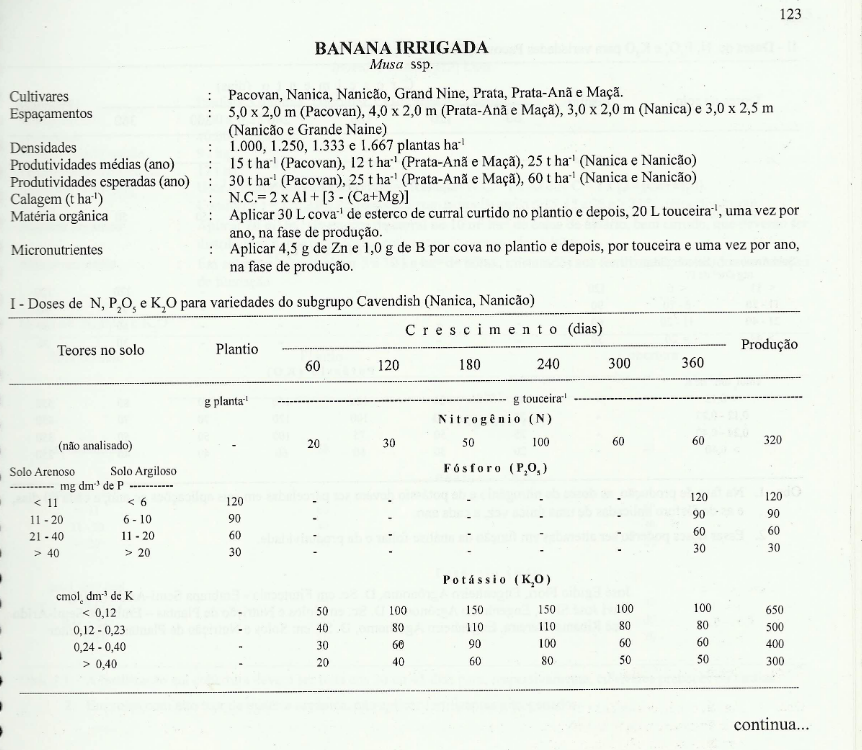 123
BANANA IRRIGADA
Musa ssp.
Cultivares : Pacovan, Nanica, Nanicão, Grand Nine, Prata, Prata-Anã e Maçã.
Espaçamentos : 5,0 x 2,0 m (Pacovan), 4,0 x 2,0 m (Prata-Anã e Maçã), 3,0 x 2,0 m (Nanica) e 3,0 x 2,5 m
(Nanicão e Grande Naine)
Densidades : 1.000, 1.250, 1.333 e 1.667 plantas ha⁻¹
Produtividades médias (ano) : 15 t ha⁻¹ (Pacovan), 12 t ha⁻¹ (Prata-Anã e Maçã), 25 t ha⁻¹ (Nanica e Nanicão)
Produtividades esperadas (ano) : 30 t ha⁻¹ (Pacovan), 25 t ha⁻¹ (Prata-Anã e Maçã), 60 t ha⁻¹ (Nanica e Nanicão)
Calagem (t ha⁻¹) : N.C.= 2 x Al + [3 - (Ca+Mg)]
Matéria orgânica : Aplicar 30 L cova⁻¹ de esterco de curral curtido no plantio e depois, 20 L touceira⁻¹, uma vez por
ano, na fase de produção.
Micronutrientes : Aplicar 4,5 g de Zn e 1,0 g de B por cova no plantio e depois, por touceira e uma vez por ano,
na fase de produção.
I - Doses de N, P₂O₅ e K₂O para variedades do subgrupo Cavendish (Nanica, Nanicão)
Crescimento (dias)
Teores no solo Plantio Produção
60 120 180 240 300 360
g planta⁻¹ g touceira⁻¹
Nitrogênio (N)
(não analisado) - 20 30 50 100 60 60 320
Solo Arenoso Solo Argiloso Fósforo (P₂O₅)
---------- mg dm⁻³ de P ----------
< 11 < 6 120 - - - - - 120 120
11 - 20 6 - 10 90 - - - - - 90 90
21 - 40 11 - 20 60 - - - - - 60 60
> 40 > 20 30 - - - - - 30 30
Potássio (K₂O)
cmolc dm⁻³ de K
< 0,12 - 50 100 150 150 100 100 650
0,12 - 0,23 - 40 80 110 110 80 80 500
0,24 - 0,40 - 30 60 90 100 60 60 400
> 0,40 - 20 40 60 80 50 50 300
continua...